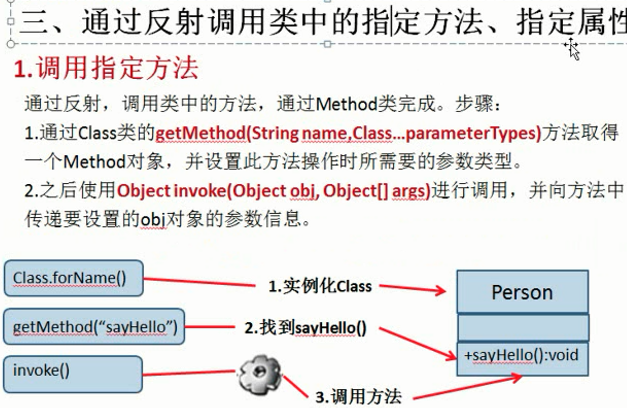 三、通过反射调用类中的指定方法、指定属性
1.调用指定方法
通过反射，调用类中的方法，通过Method类完成。步骤：
1.通过Class类的getMethod(String name,Class...parameterTypes)方法取得
一个Method对象，并设置此方法操作时所需要的参数类型。
2.之后使用Object invoke(Object obj, Object[] args)进行调用，并向方法中
传递要设置的obj对象的参数信息。
Class.forName()
1.实例化Class
Person
getMethod(“sayHello”)
2.找到sayHello()
+sayHello():void
invoke()
3.调用方法